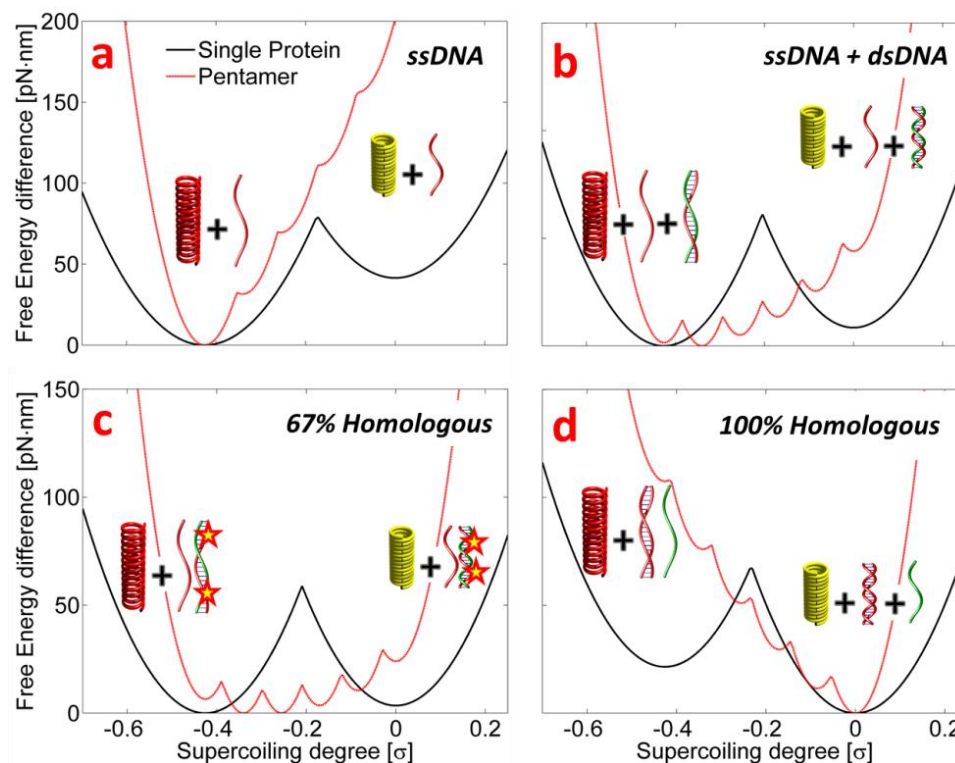 a
Single Protein
Pentamer
ssDNA
b
ssDNA + dsDNA
Free Energy difference [pN·nm]
200
150
100
50
0
+
+
+
+
+
+
c
67% Homologous
d
100% Homologous
Free Energy difference [pN·nm]
150
100
50
0
+
+
+
+
+
-0.6 -0.4 -0.2 0 0.2
-0.6 -0.4 -0.2 0 0.2
Supercoiling degree [σ]
Supercoiling degree [σ]